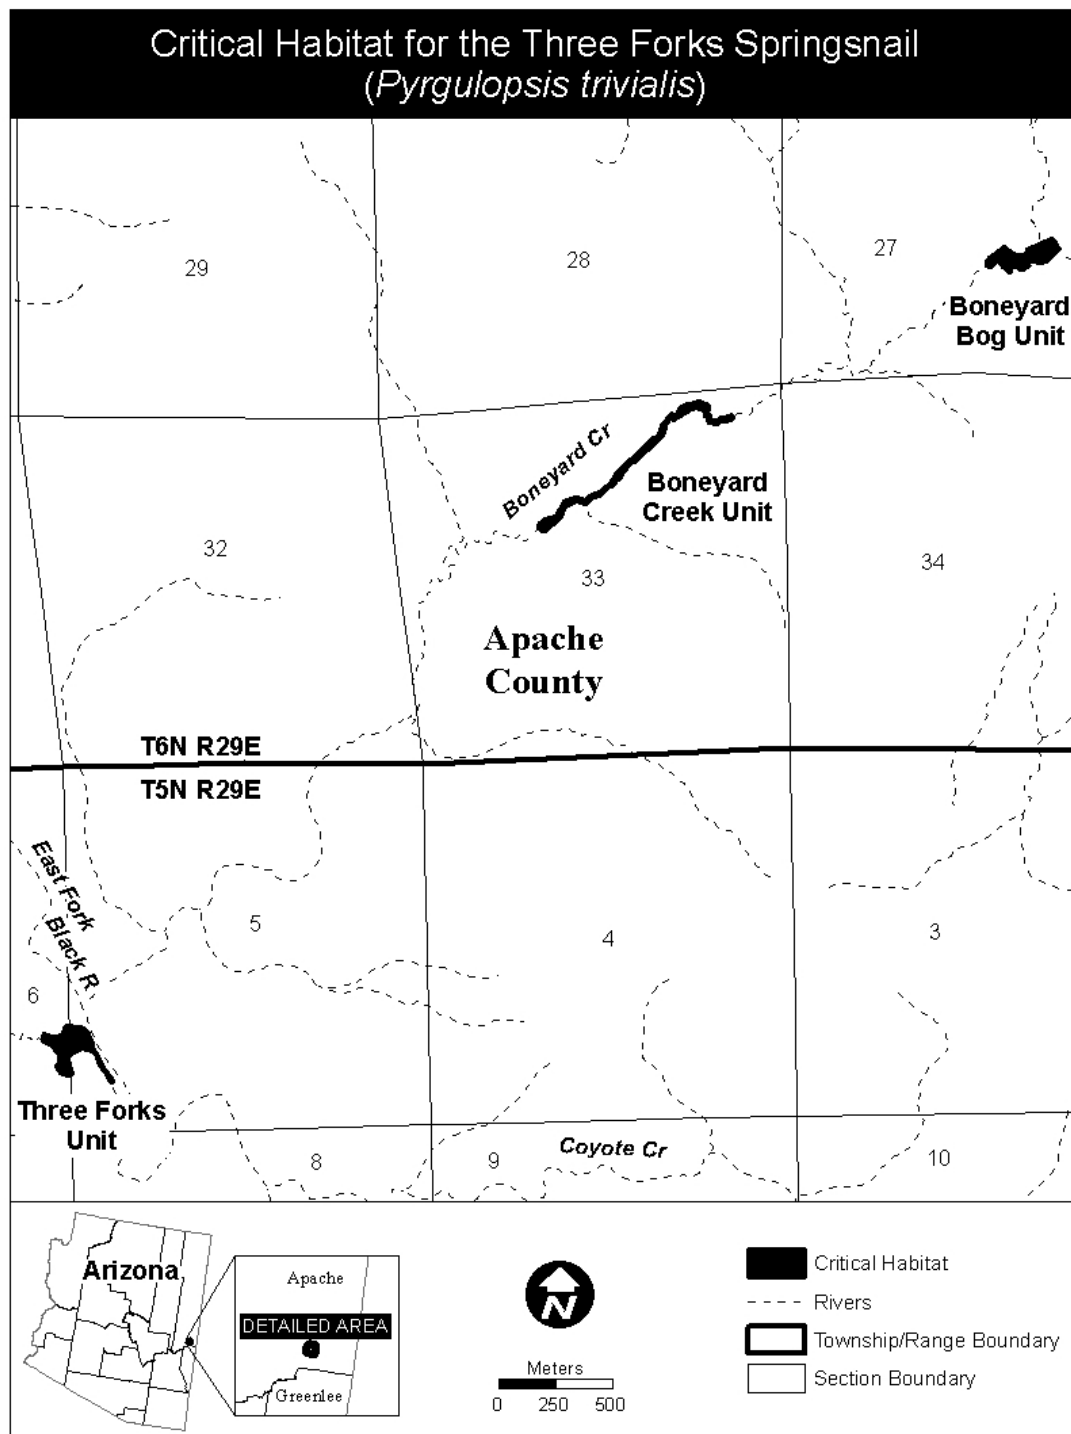 Critical Habitat for the Three Forks Springsnail
(Pyrgulopsis trivialis)
29
28
27
Boneyard
Bog Unit
Boneyard Cr
Boneyard
Creek Unit
32
33
34
Apache
County
T6N R29E
T5N R29E
East Fork
Black R
5
4
3
6
Three Forks
Unit
8
9
Coyote Cr
10
Arizona
Apache
DETAILED AREA
Greenlee
N
Meters
0 250 500
Critical Habitat
Rivers
Township/Range Boundary
Section Boundary